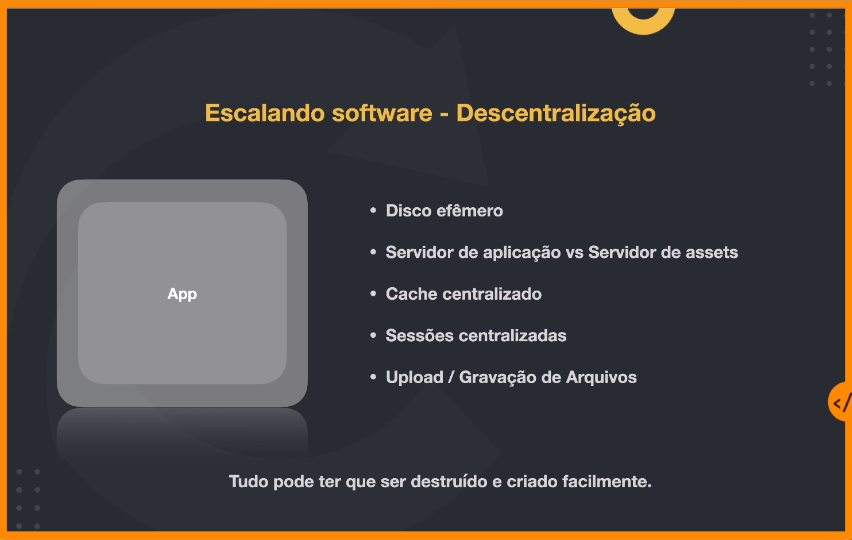 Escalando software - Descentralização
App
• Disco efêmero
• Servidor de aplicação vs Servidor de assets
• Cache centralizado
• Sessões centralizadas
• Upload / Gravação de Arquivos
Tudo pode ter que ser destruído e criado facilmente.